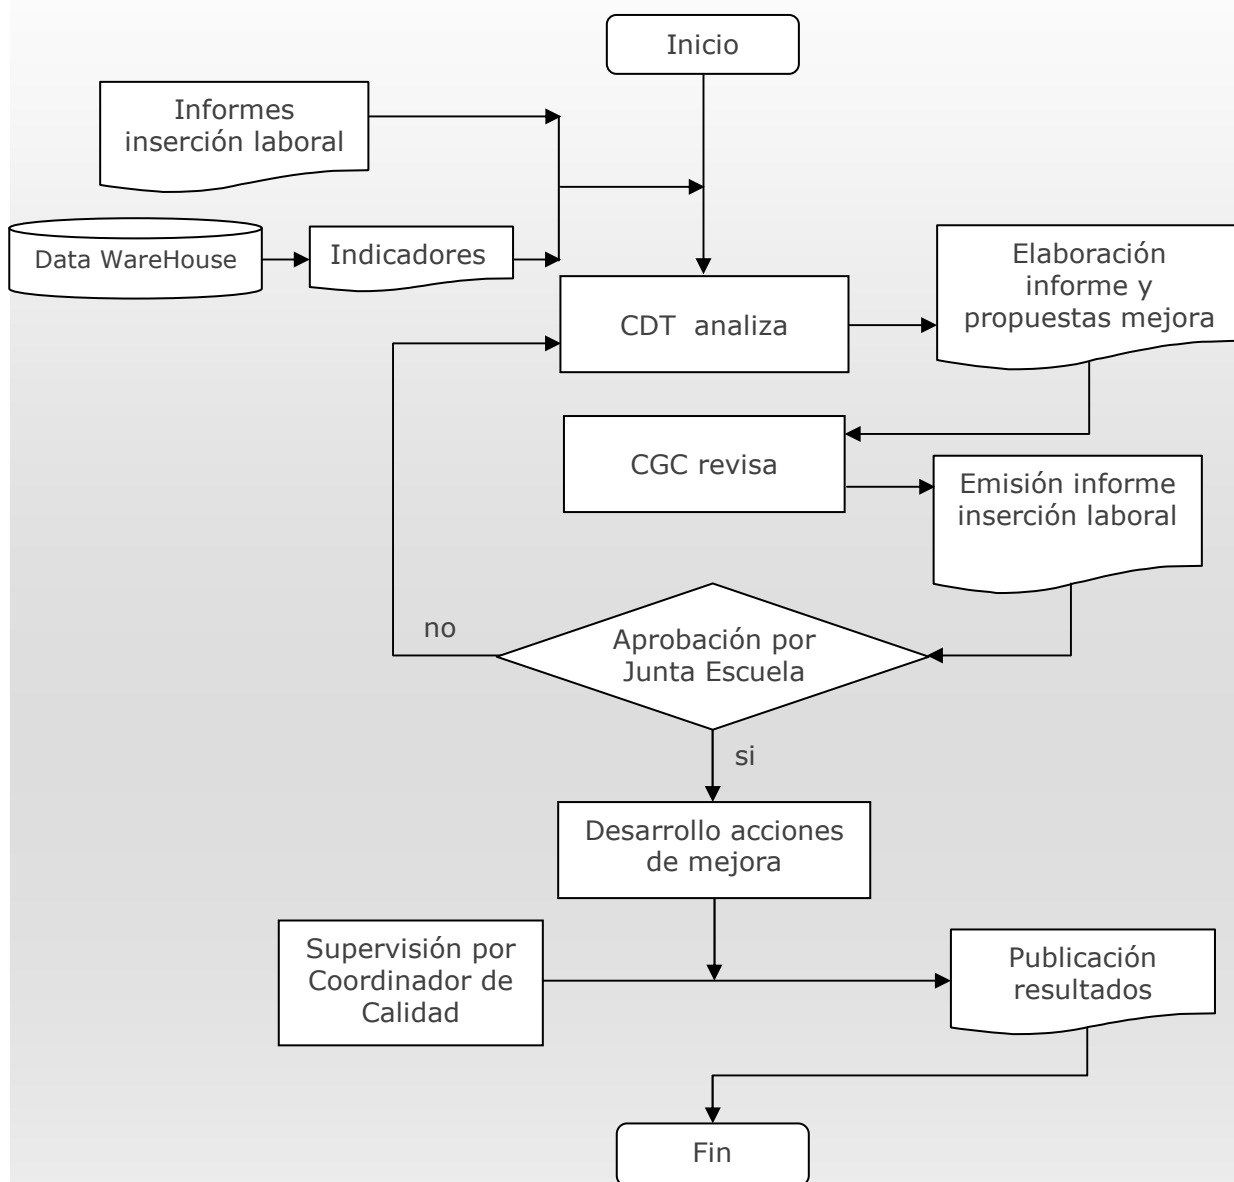 Inicio
Informes
inserción laboral
Data WareHouse
Indicadores
CDT  analiza
Elaboración
informe y
propuestas mejora
CGC revisa
Emisión informe
inserción laboral
no
Aprobación por
Junta Escuela
si
Desarrollo acciones
de mejora
Supervisión por
Coordinador de
Calidad
Publicación
resultados
Fin